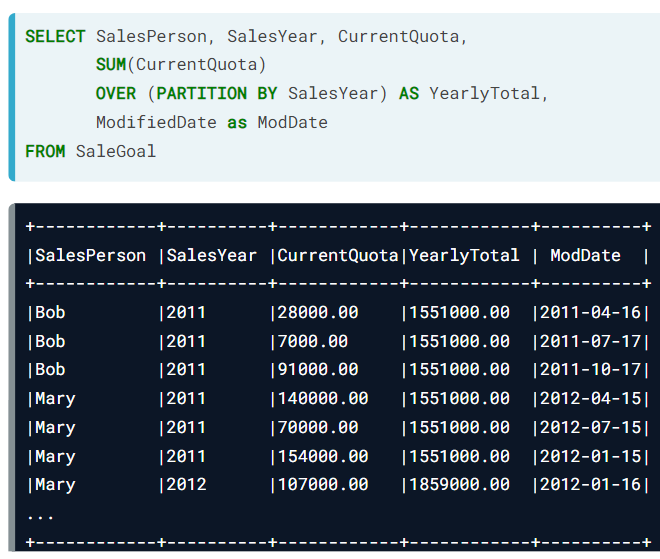 SELECT SalesPerson, SalesYear, CurrentQuota,
       SUM(CurrentQuota)
       OVER (PARTITION BY SalesYear) AS YearlyTotal,
       ModifiedDate as ModDate
FROM SaleGoal
+------------+----------+------------+------------+----------+
|SalesPerson |SalesYear |CurrentQuota|YearlyTotal | ModDate  |
+------------+----------+------------+------------+----------+
|Bob         |2011      |28000.00    |1551000.00  |2011-04-16|
|Bob         |2011      |7000.00     |1551000.00  |2011-07-17|
|Bob         |2011      |91000.00    |1551000.00  |2011-10-17|
|Mary        |2011      |140000.00   |1551000.00  |2012-04-15|
|Mary        |2011      |70000.00    |1551000.00  |2012-07-15|
|Mary        |2011      |154000.00   |1551000.00  |2012-01-15|
|Mary        |2012      |107000.00   |1859000.00  |2012-01-16|
...
+------------+----------+------------+------------+----------+